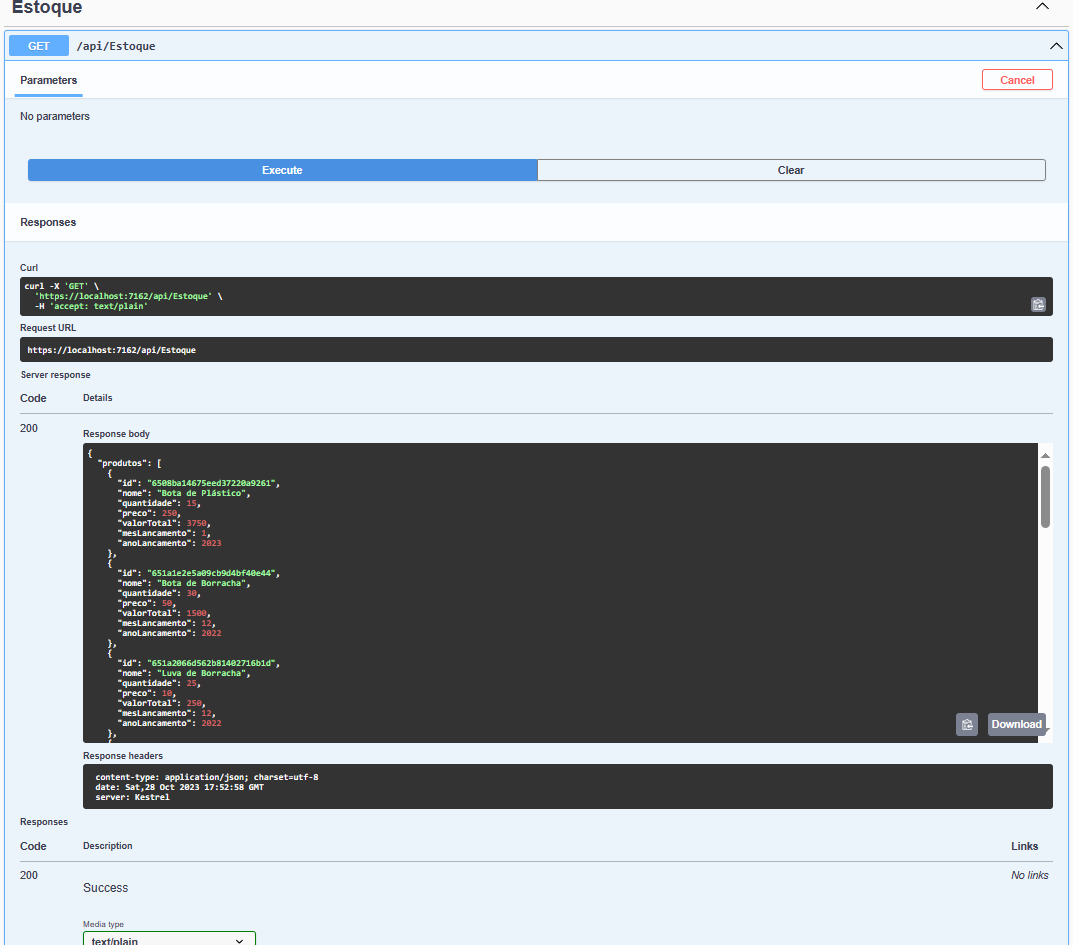 Estoque
GET /api/Estoque
Parameters
Cancel
No parameters
Execute
Clear
Responses
Curl
curl -X 'GET' \
'https://localhost:7162/api/Estoque' \
-H 'accept: text/plain'
Request URL
https://localhost:7162/api/Estoque
Server response
Code Details
200
Response body
{
"produtos": [
{
"id": "6508ba14675eed37220a9261",
"nome": "Bota de Plástico",
"quantidade": 15,
"preco": 250,
"valorTotal": 3750,
"mesLancamento": 1,
"anoLancamento": 2023
},
{
"id": "651a1e2e5a09cb9d4bf40e44",
"nome": "Bota de Borracha",
"quantidade": 30,
"preco": 50,
"valorTotal": 1500,
"mesLancamento": 12,
"anoLancamento": 2022
},
{
"id": "651a2066d562b81402716b1d",
"nome": "Luva de Borracha",
"quantidade": 25,
"preco": 10,
"valorTotal": 250,
"mesLancamento": 12,
"anoLancamento": 2022
},
Download
Response headers
content-type: application/json; charset=utf-8
date: Sat,28 Oct 2023 17:52:58 GMT
server: Kestrel
Responses
Code Description Links
200 No links
Success
Media type
text/plain